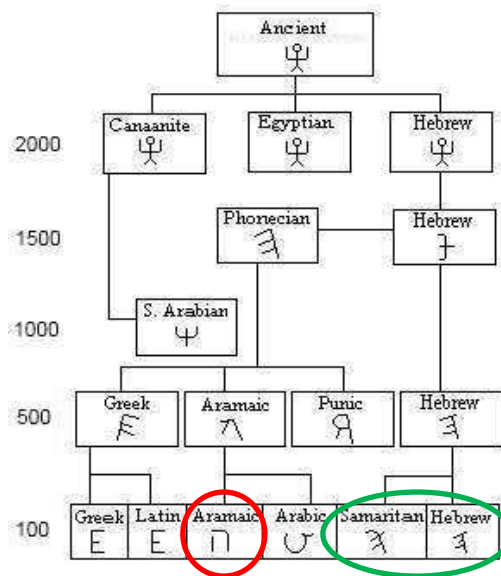 Ancient
Canaanite Egyptian Hebrew
2000
Phonecian Hebrew
1500
S. Arabian
1000
Greek Aramaic Punic Hebrew
500
Greek Latin Aramaic Arabic Samaritan Hebrew
100